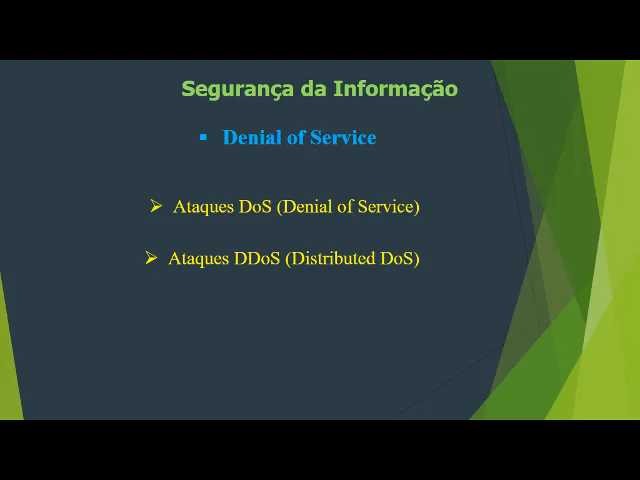 Segurança da Informação
Denial of Service
Ataques DoS (Denial of Service)
Ataques DDoS (Distributed DoS)